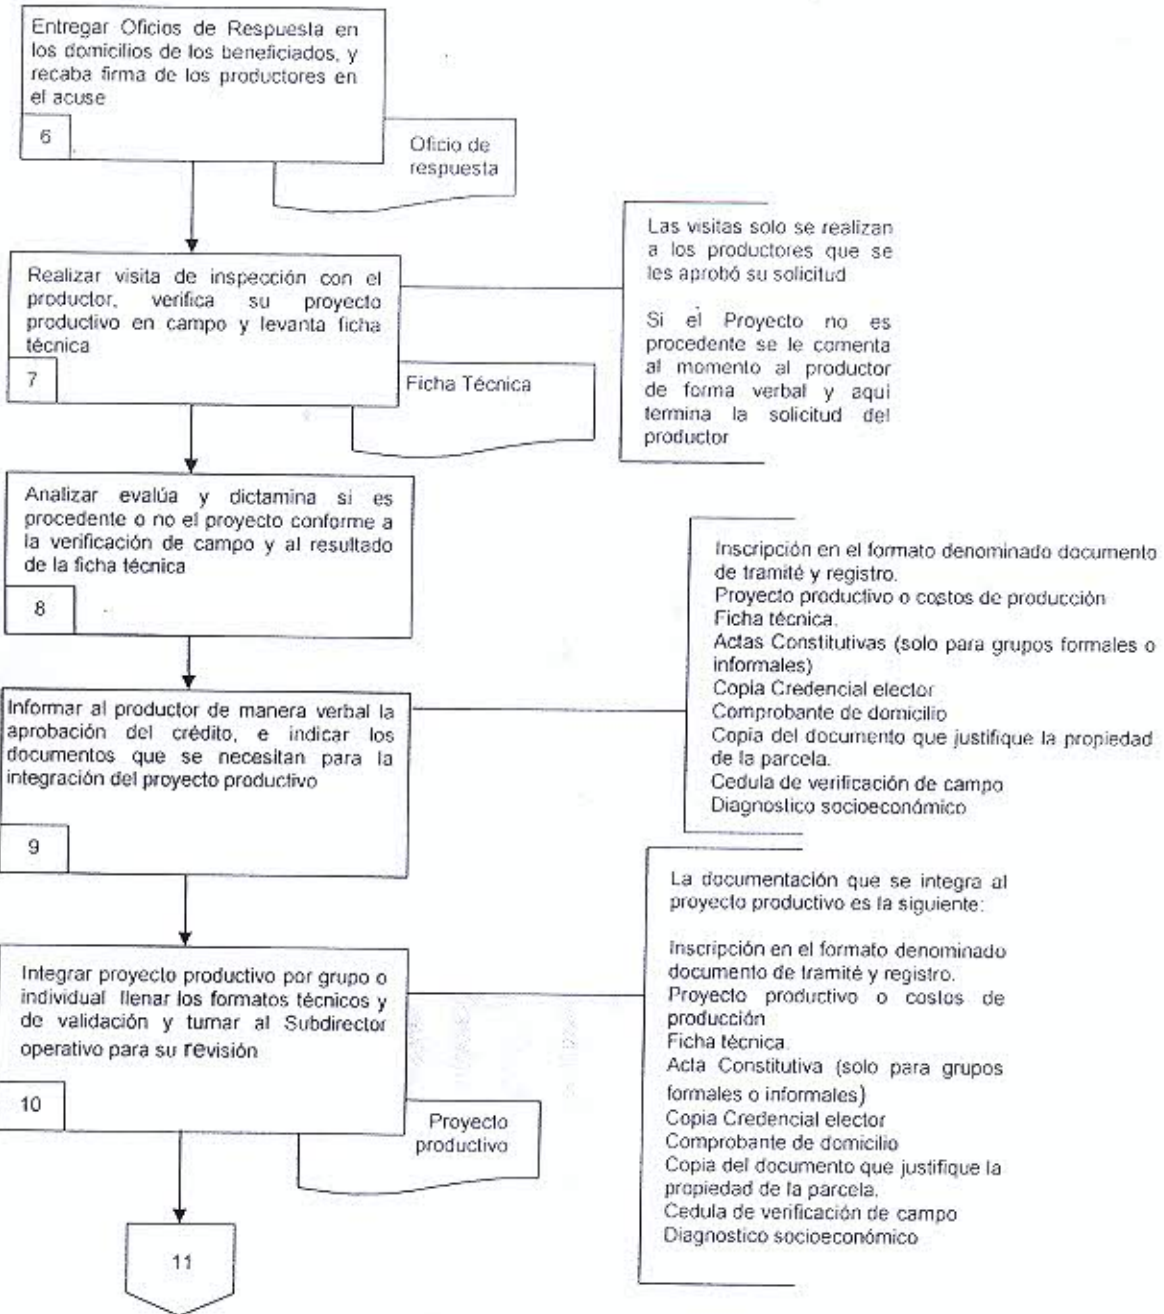 Entregar Oficios de Respuesta en
los domicilios de los beneficiados, y
recaba firma de los productores en
el acuse
6
Oficio de
respuesta
Realizar visita de inspección con el
productor, verifica su proyecto
productivo en campo y levanta ficha
técnica
7
Ficha Técnica
Las visitas solo se realizan
a los productores que se
les aprobó su solicitud
Si el Proyecto no es
procedente se le comenta
al momento al productor
de forma verbal y aquí
termina la solicitud del
productor
Analizar evalúa y dictamina si es
procedente o no el proyecto conforme a
la verificación de campo y al resultado
de la ficha técnica
8
Informar al productor de manera verbal la
aprobación del crédito, e indicar los
documentos que se necesitan para la
integración del proyecto productivo
9
Inscripción en el formato denominado documento
de tramité y registro.
Proyecto productivo o costos de producción
Ficha técnica.
Actas Constitutivas (solo para grupos formales o
informales)
Copia Credencial elector
Comprobante de domicilio
Copia del documento que justifique la propiedad
de la parcela.
Cedula de verificación de campo
Diagnostico socioeconómico
Integrar proyecto productivo por grupo o
individual llenar los formatos técnicos y
de validación y turnar al Subdirector
operativo para su revisión
10
Proyecto
productivo
La documentación que se integra al
proyecto productivo es la siguiente:
Inscripción en el formato denominado
documento de tramité y registro.
Proyecto productivo o costos de
producción
Ficha técnica.
Acta Constitutiva (solo para grupos
formales o informales)
Copia Credencial elector
Comprobante de domicilio
Copia del documento que justifique la
propiedad de la parcela.
Cedula de verificación de campo
Diagnostico socioeconómico
11